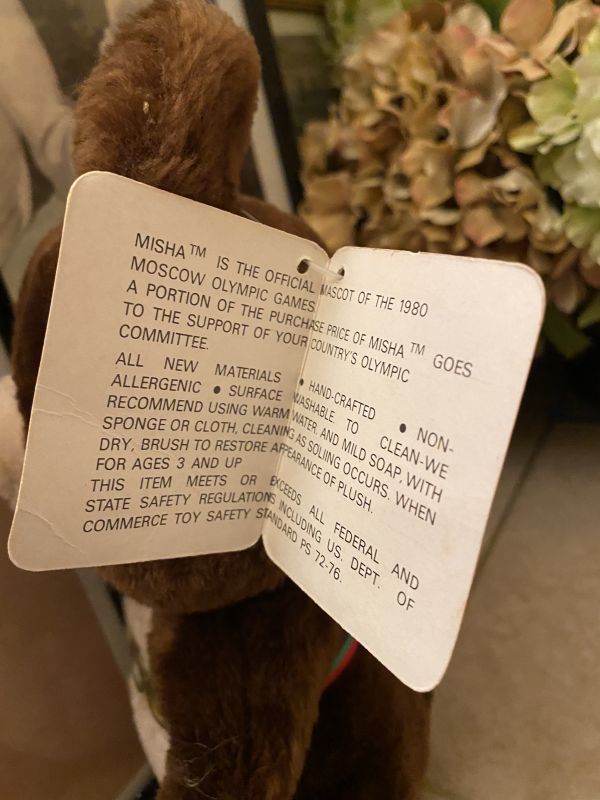 MISHA™ IS THE OFFICIAL MASCOT OF THE 1980
MOSCOW OLYMPIC GAMES
A PORTION OF THE PURCHASE PRICE OF MISHA™ GOES
TO THE SUPPORT OF YOUR COUNTRY'S OLYMPIC
COMMITTEE.
ALL NEW MATERIALS • HAND-CRAFTED • NON-
ALLERGENIC • SURFACE WASHABLE TO CLEAN-WE
RECOMMEND USING WARM WATER AND MILD SOAP, WITH
SPONGE OR CLOTH, CLEANING AS SOLIING OCCURS. WHEN
DRY, BRUSH TO RESTORE APPEARANCE OF PLUSH.
FOR AGES 3 AND UP
THIS ITEM MEETS OR EXCEEDS ALL FEDERAL AND
STATE SAFETY REGULATIONS INCLUDING US. DEPT. OF
COMMERCE TOY SAFETY STANDARD PS 72-76.